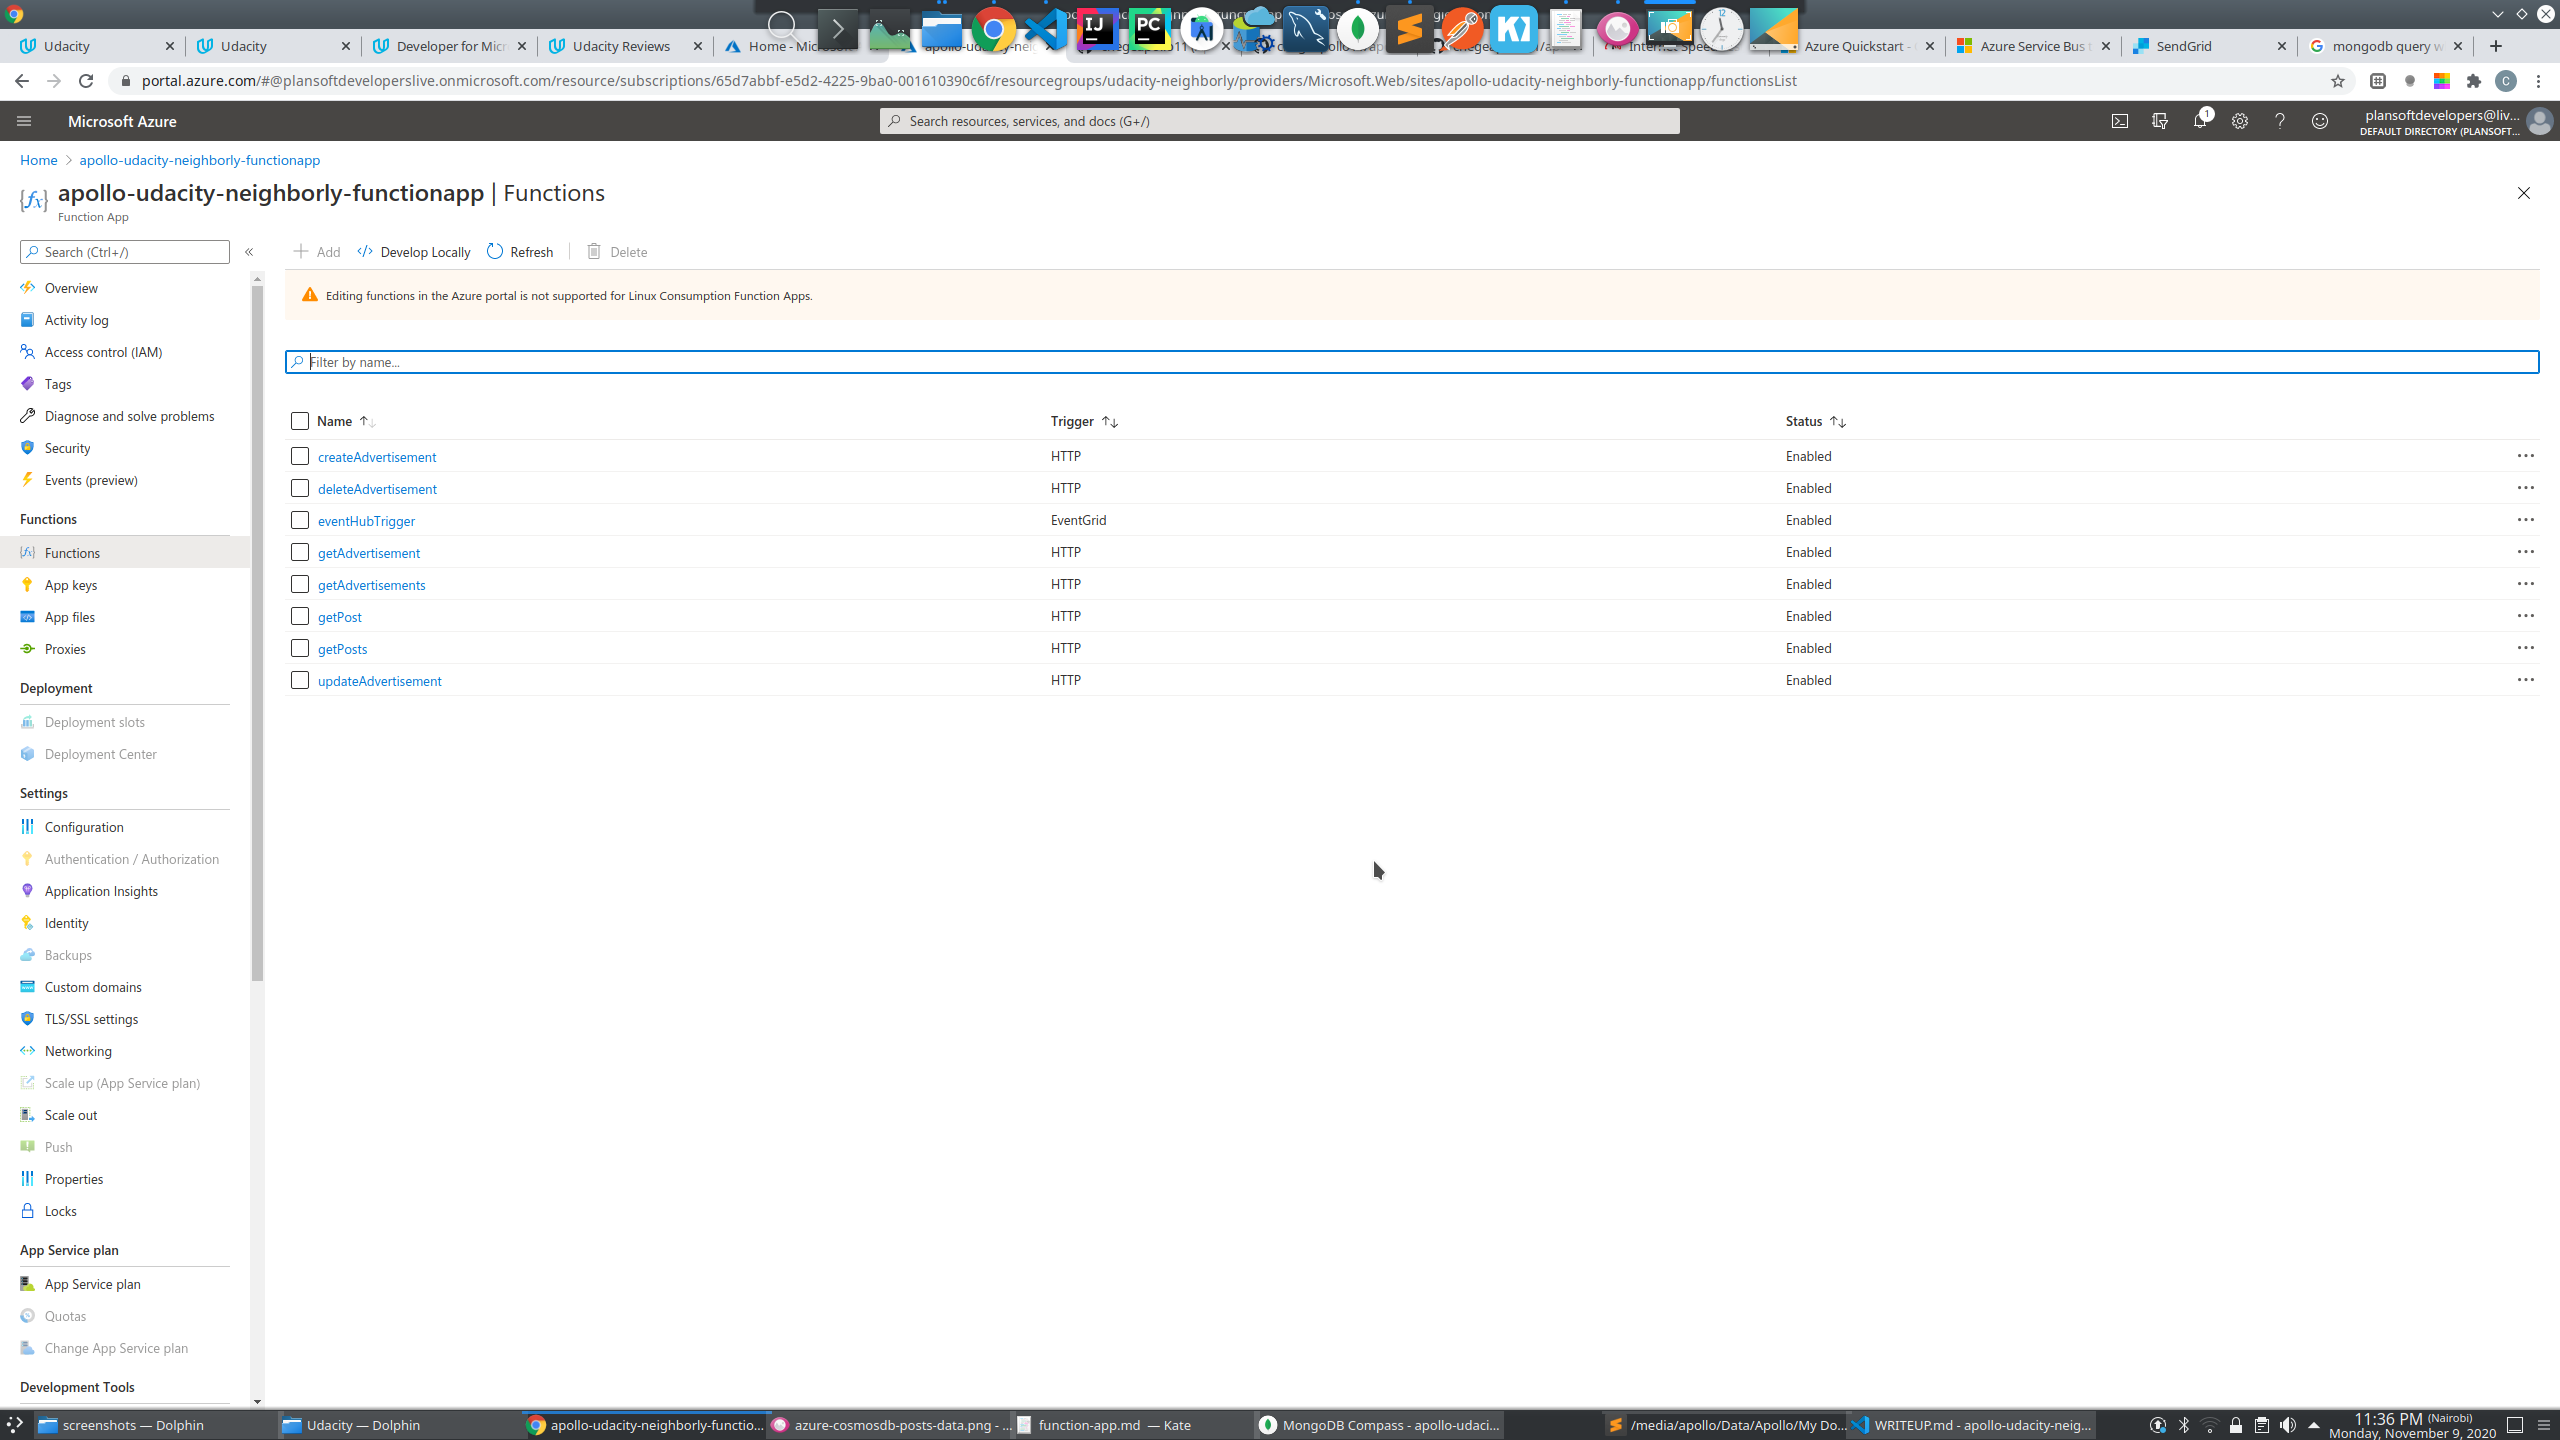 Udacity
Udacity
Developer for Micr
Udacity Reviews
Home - Microso
apollo-udacity-nei
Azure Quickstart -
Azure Service Bus t
SendGrid
mongodb query w
portal.azure.com/#@plansoftdeveloperslive.onmicrosoft.com/resource/subscriptions/65d7abbf-e5d2-4225-9ba0-001610390c6f/resourcegroups/udacity-neighborly/providers/Microsoft.Web/sites/apollo-udacity-neighborly-functionapp/functionsList
C
Microsoft Azure
Search resources, services, and docs (G+/)
1
plansoftdevelopers@liv...
DEFAULT DIRECTORY (PLANSOFT...
Home
apollo-udacity-neighborly-functionapp
apollo-udacity-neighborly-functionapp | Functions
Function App
Search (Ctrl+/)
Add
Develop Locally
Refresh
Delete
Overview
Activity log
Access control (IAM)
Tags
Diagnose and solve problems
Security
Events (preview)
Functions
Functions
App keys
App files
Proxies
Deployment
Deployment slots
Deployment Center
Settings
Configuration
Authentication / Authorization
Application Insights
Identity
Backups
Custom domains
TLS/SSL settings
Networking
Scale up (App Service plan)
Scale out
Push
Properties
Locks
App Service plan
App Service plan
Quotas
Change App Service plan
Development Tools
Editing functions in the Azure portal is not supported for Linux Consumption Function Apps.
Filter by name...
Name Trigger Status
createAdvertisement HTTP Enabled
deleteAdvertisement HTTP Enabled
eventHubTrigger EventGrid Enabled
getAdvertisement HTTP Enabled
getAdvertisements HTTP Enabled
getPost HTTP Enabled
getPosts HTTP Enabled
updateAdvertisement HTTP Enabled
screenshots — Dolphin
Udacity — Dolphin
apollo-udacity-neighborly-functio...
azure-cosmosdb-posts-data.png - ...
function-app.md — Kate
MongoDB Compass - apollo-udaci...
/media/apollo/Data/Apollo/My Do...
WRITEUP.md - apollo-udacity-neig...
11:36 PM (Nairobi)
Monday, November 9, 2020